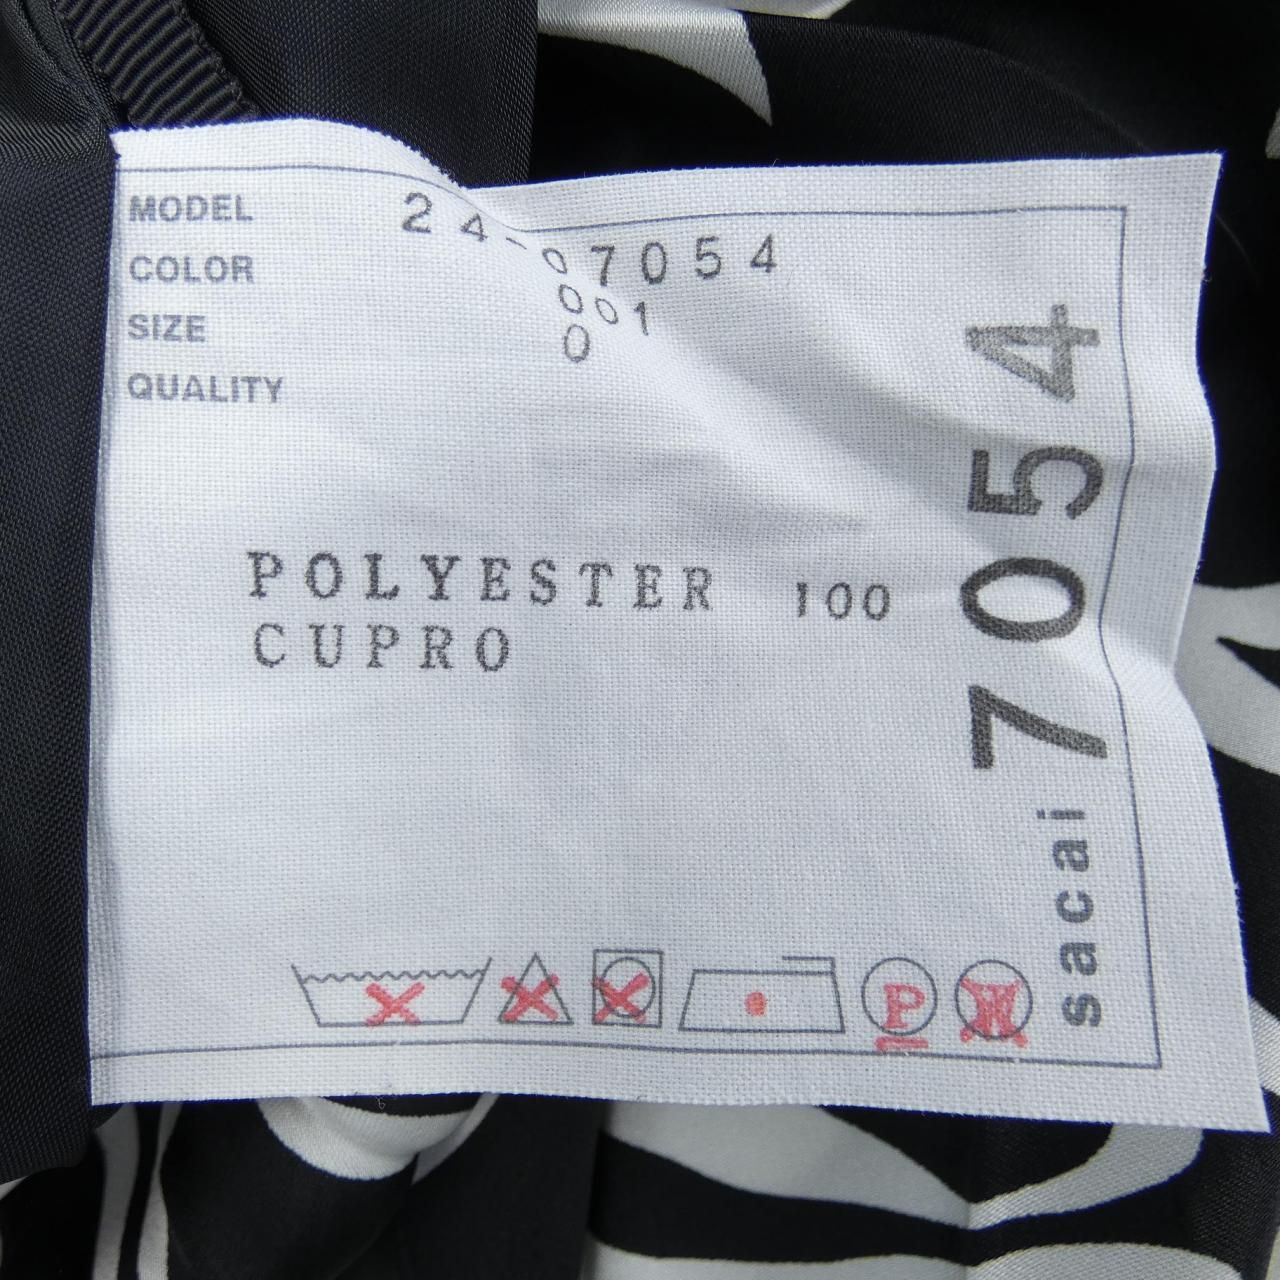 MODEL 24-07054
COLOR 001
SIZE 0
QUALITY
POLYESTER 100
CUPRO
sacai 7054
P
W